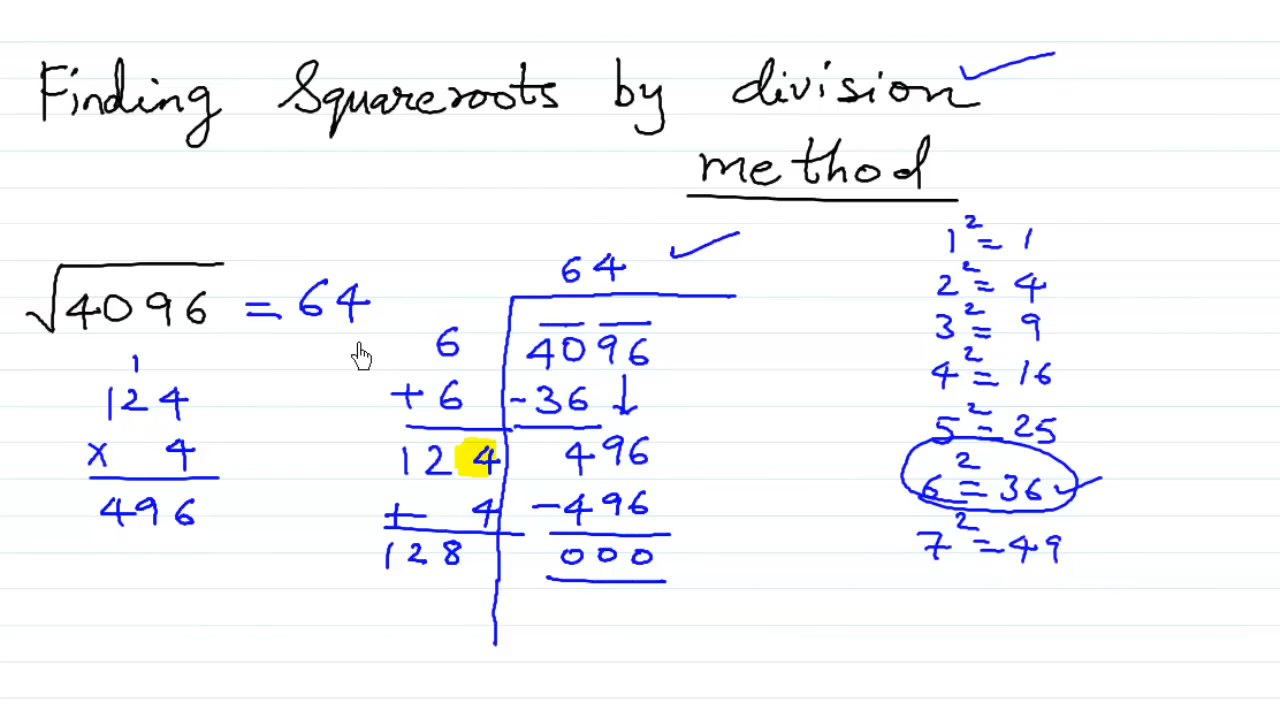 Finding Squareroots by division
method
√4096 = 64
1
124
x 4
496
64
6
4096
+6
-36 ↓
124
496
+ 4
-496
128
000
1² = 1
2² = 4
3² = 9
4² = 16
5² = 25
6² = 36
7² = 49